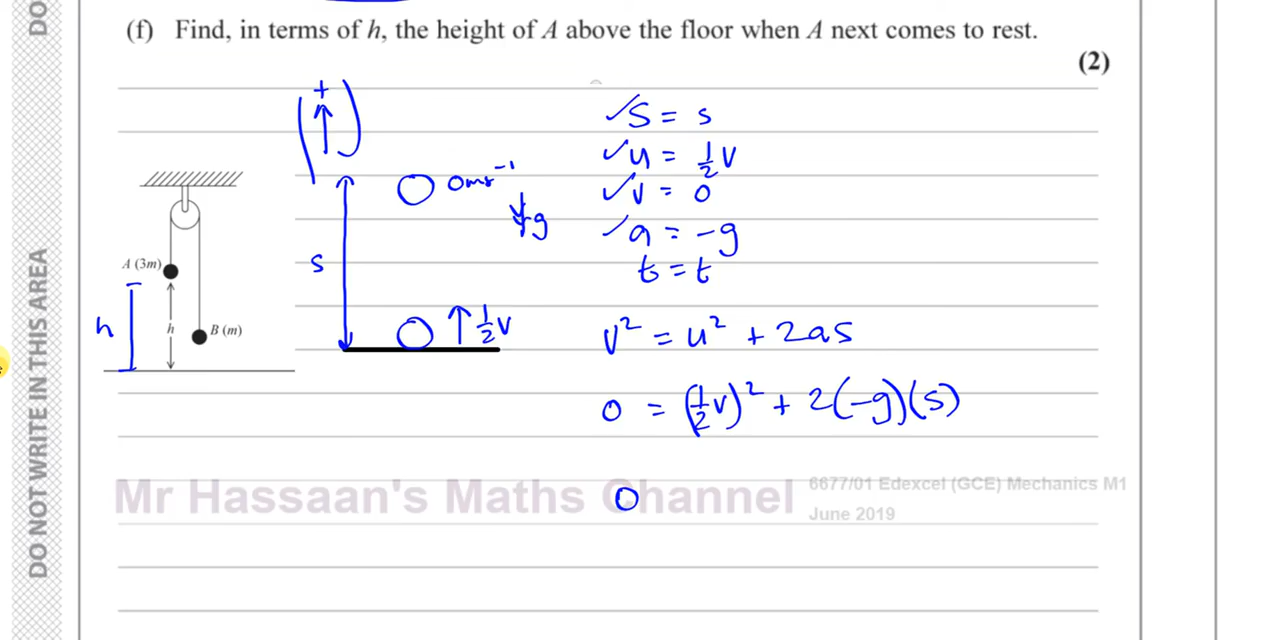 DO
(f) Find, in terms of h, the height of A above the floor when A next comes to rest.
(2)
DO NOT WRITE IN THIS AREA
+
(↑)
0ms⁻¹
g
s
↑ ½V
A (3m)
h
h
B (m)
✓S = s
✓u = ½V
✓v = 0
✓a = -g
t = t
v² = u² + 2as
0 = (½V)² + 2(-g)(s)
0
Mr Hassaan's Maths Channel
6677/01 Edexcel (GCE) Mechanics M1
June 2019